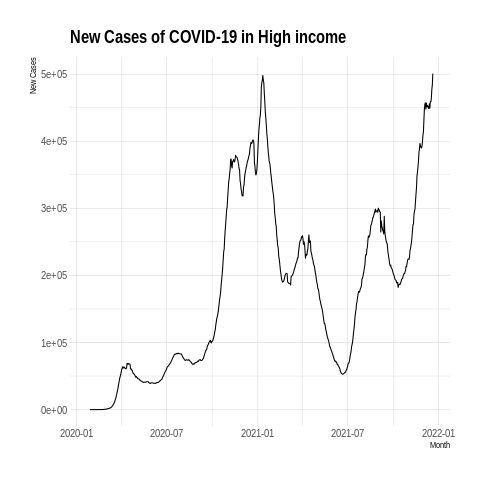 New Cases of COVID-19 in High income
New Cases
5e+05
4e+05
3e+05
2e+05
1e+05
0e+00
2020-01 2020-07 2021-01 2021-07 2022-01
Month